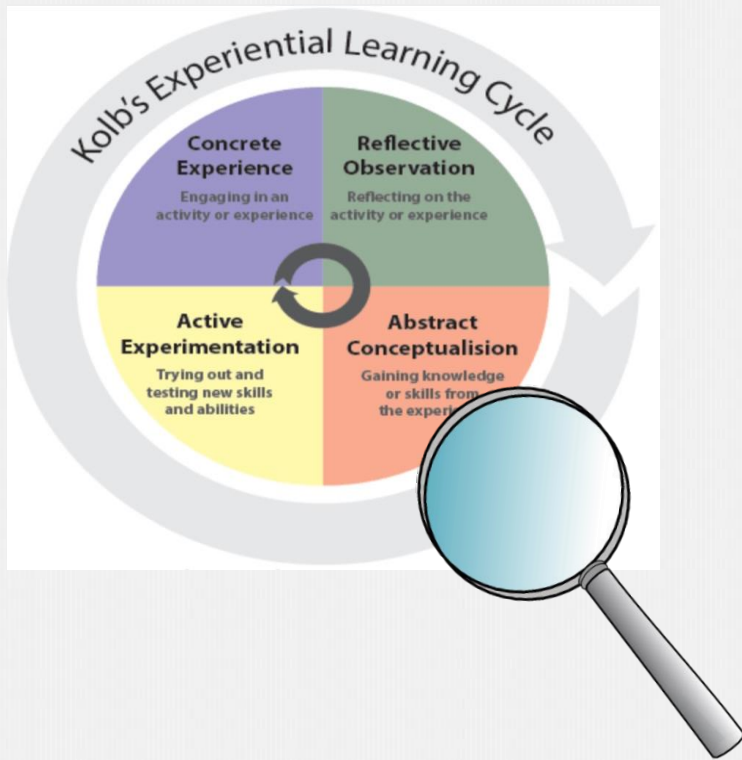 Kolb's Experiential Learning Cycle
Concrete
Experience
Engaging in an
activity or experience
Reflective
Observation
Reflecting on the
activity or experience
Active
Experimentation
Trying out and
testing new skills
and abilities
Abstract
Conceptualision
Gaining knowledge
or skills from
the